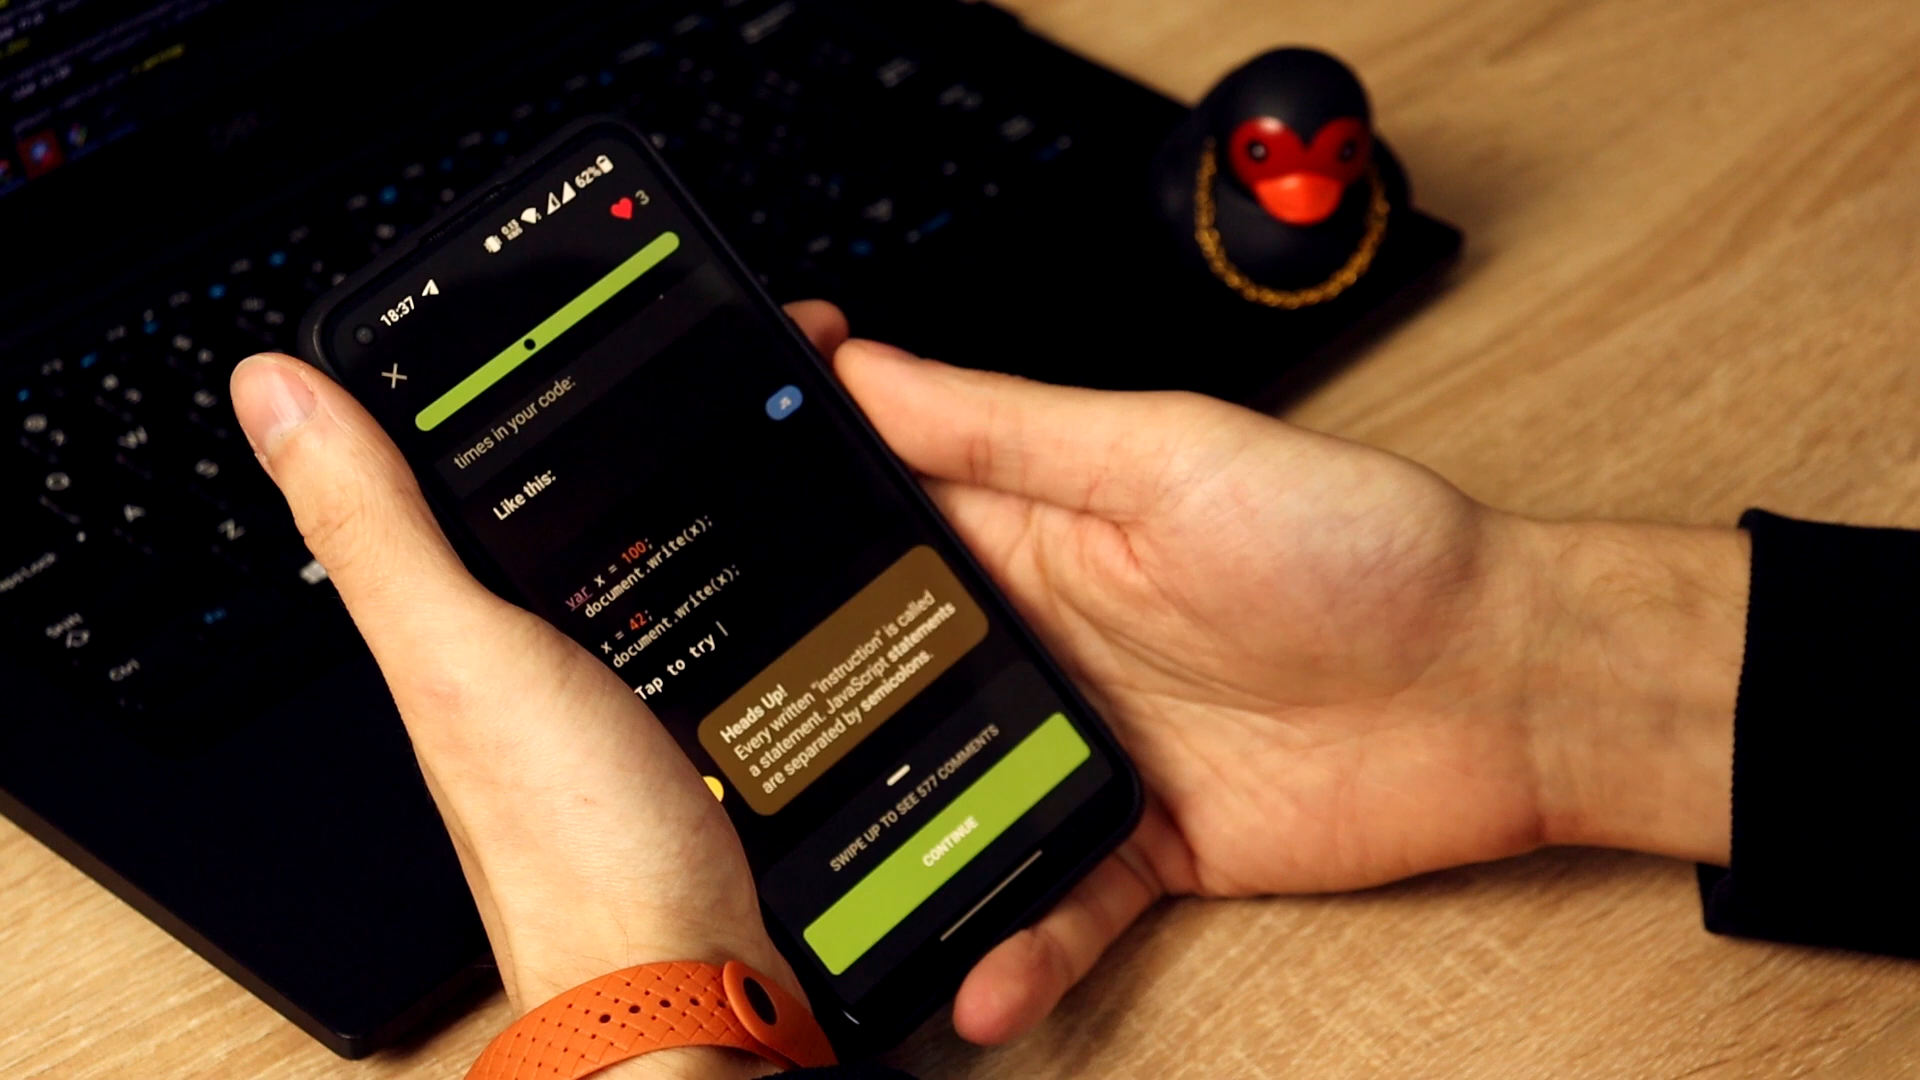 18:37
62%
3
times in your code:
Like this:
JS
var x = 100;
document.write(x);
x = 42;
document.write(x);
Tap to try
Heads Up!
Every written "instruction" is called
a statement. JavaScript statements
are separated by semicolons.
SWIPE UP TO SEE 577 COMMENTS
CONTINUE
W
S
A
Z
Shift
Ctrl